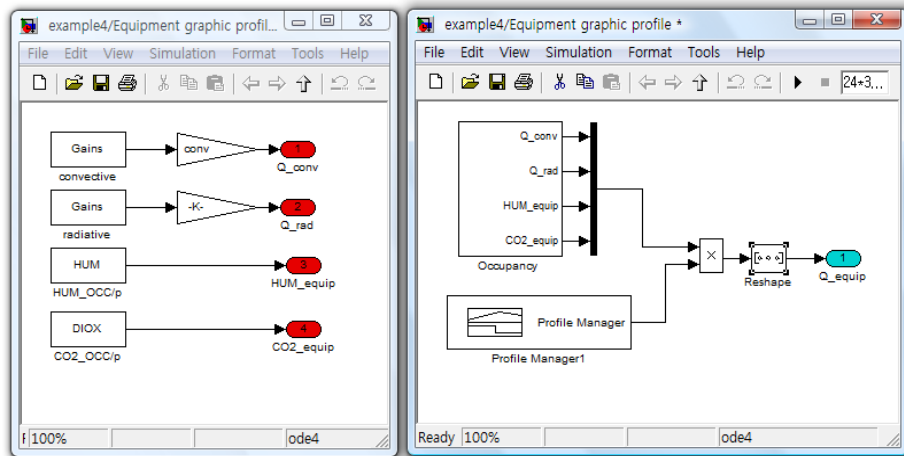 example4/Equipment graphic profil...
File Edit View Simulation Format Tools Help
Gains
conv
1
convective
Q_conv
Gains
-K-
2
radiative
Q_rad
HUM
3
HUM_OCC/p
HUM_equip
DIOX
4
CO2_OCC/p
CO2_equip
100%
ode4
example4/Equipment graphic profile *
File Edit View Simulation Format Tools Help
24*3,...
Q_conv
Q_rad
HUM_equip
CO2_equip
Occupancy
×
Reshape
1
Q_equip
Profile Manager
Profile Manager1
Ready 100%
ode4